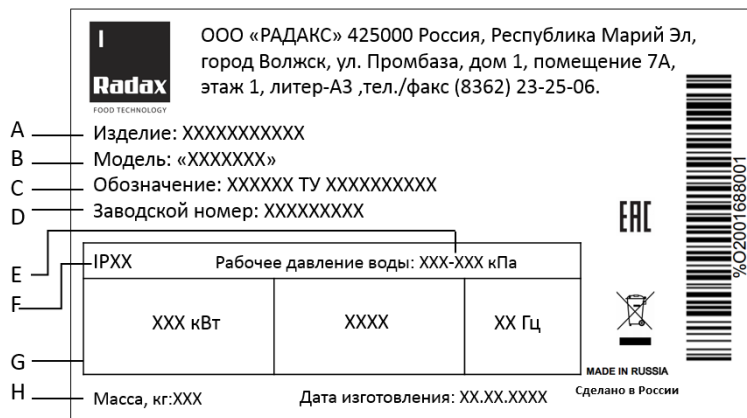 I
Radax
FOOD TECHNOLOGY
ООО «РАДАКС» 425000 Россия, Республика Марий Эл,
город Волжск, ул. Промбаза, дом 1, помещение 7А,
этаж 1, литер-А3 ,тел./факс (8362) 23-25-06.
A Изделие: XXXXXXXXXXX
B Модель: «XXXXXXX»
C Обозначение: XXXXXX ТУ XXXXXXXXXX
D Заводской номер: XXXXXXXXX
E
F
G
H
IPXX Рабочее давление воды: XXX-XXX кПа
XXX кВт XXXX XX Гц
Масса, кг:XXX Дата изготовления: XX.XX.XXXX
EAC
MADE IN RUSSIA
Сделано в России
%O2001688001